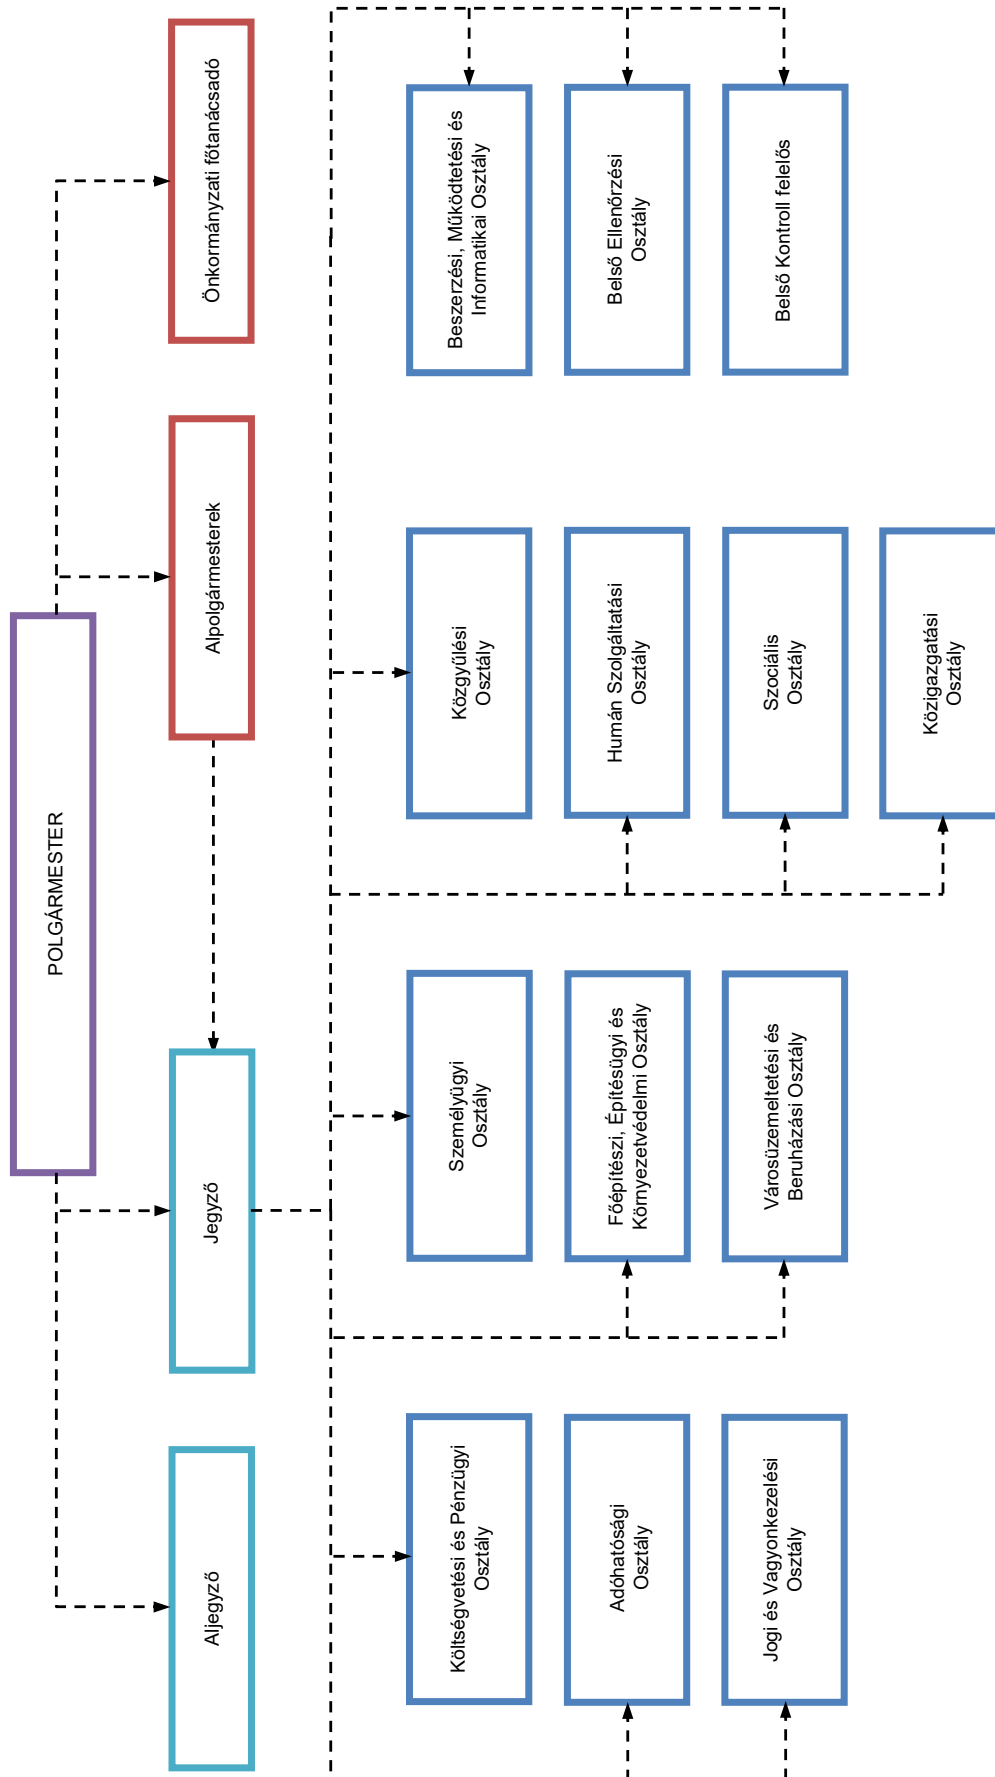 POLGÁRMESTER
Aljegyző
Jegyző
Alpolgármesterek
Önkormányzati főtanácsadó
Költségvetési és Pénzügyi
Osztály
Személyügyi
Osztály
Közgyűlési
Osztály
Beszerzési, Működtetési és
Informatikai Osztály
Adóhatósági
Osztály
Főépítészi, Építésügyi és
Környezetvédelmi Osztály
Humán Szolgáltatási
Osztály
Belső Ellenőrzési
Osztály
Jogi és Vagyonkezelési
Osztály
Városüzemeltetési és
Beruházási Osztály
Szociális
Osztály
Belső Kontroll felelős
Közigazgatási
Osztály